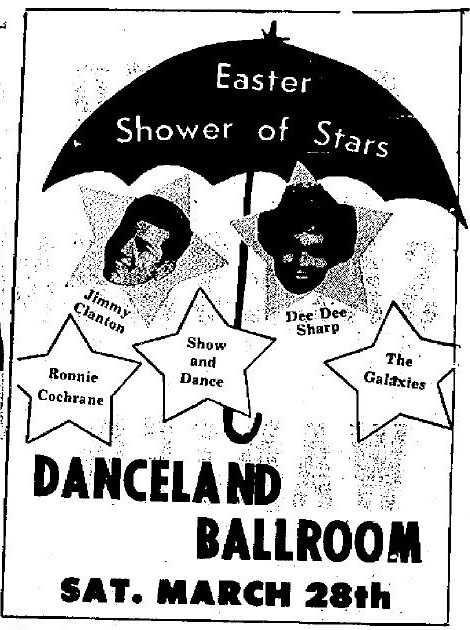 Easter
Shower of Stars
Jimmy
Clanton
Dee Dee
Sharp
Ronnie
Cochrane
Show
and
Dance
The
Galaxies
DANCELAND
BALLROOM
SAT. MARCH 28th